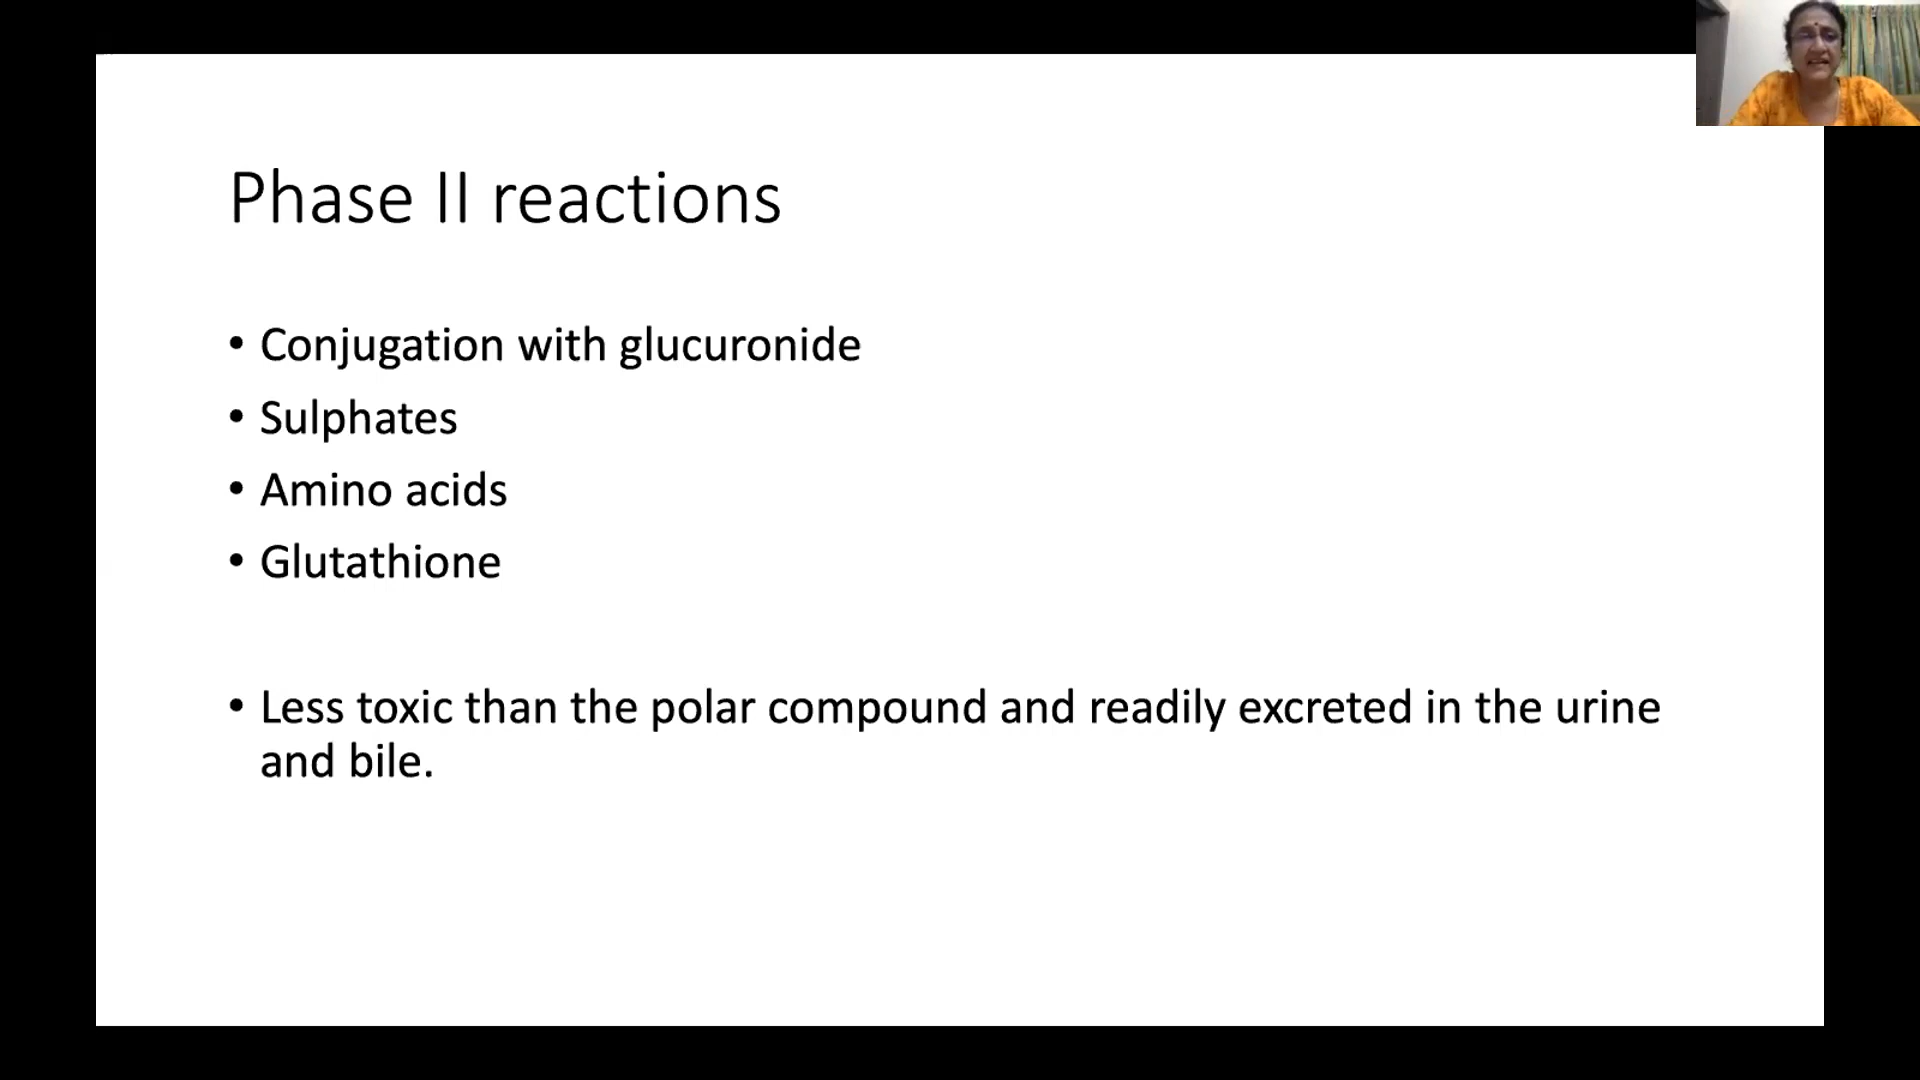 Phase II reactions
• Conjugation with glucuronide
• Sulphates
• Amino acids
• Glutathione
• Less toxic than the polar compound and readily excreted in the urine
and bile.